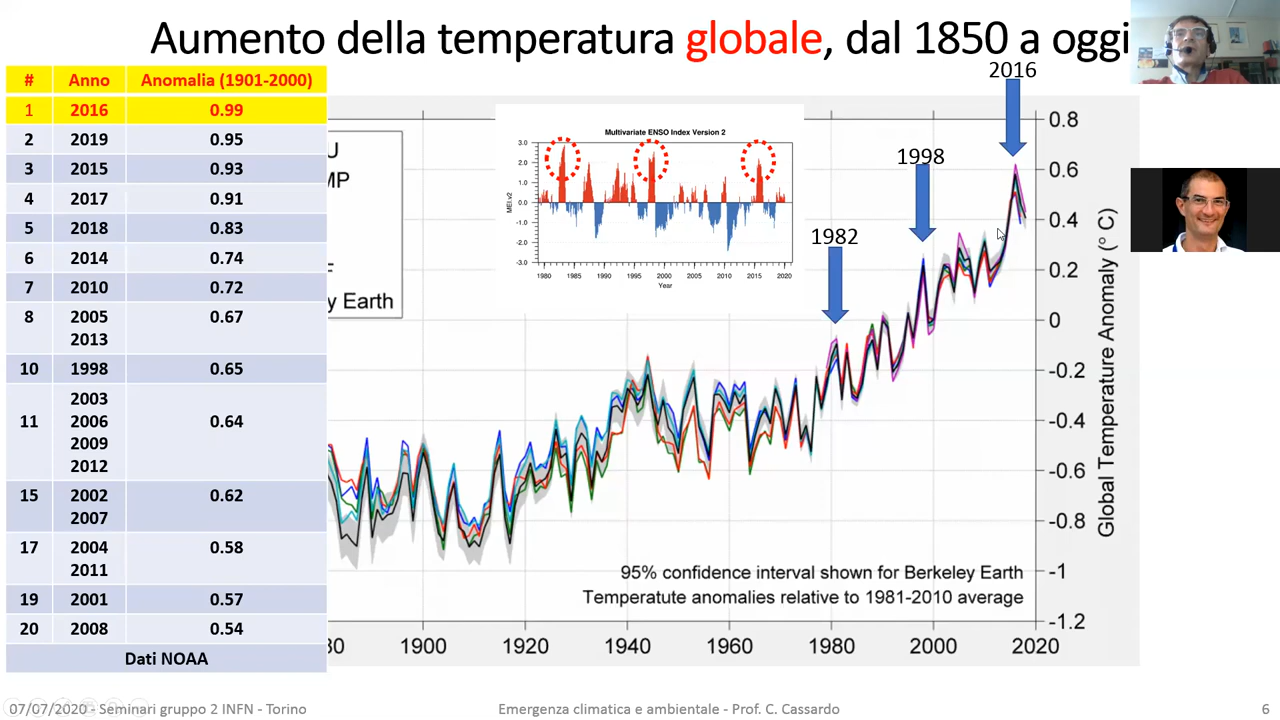 Aumento della temperatura globale, dal 1850 a oggi
# Anno Anomalia (1901-2000)
1 2016 0.99
2 2019 0.95
3 2015 0.93
4 2017 0.91
5 2018 0.83
6 2014 0.74
7 2010 0.72
8 2005 0.67
2013
10 1998 0.65
2003
11 2006 0.64
2009
2012
15 2002 0.62
2007
17 2004 0.58
2011
19 2001 0.57
20 2008 0.54
Dati NOAA
U
MP
F
y Earth
Multivariate ENSO Index Version 2
MEI.v2
3.0
2.0
1.0
0.0
-1.0
-2.0
-3.0
1980 1985 1990 1995 2000 2005 2010 2015 2020
Year
1982
1998
2016
0.8
0.6
0.4
0.2
0
-0.2
-0.4
-0.6
-0.8
-1
-1.2
Global Temperature Anomaly (° C)
95% confidence interval shown for Berkeley Earth
Temperatute anomalies relative to 1981-2010 average
30 1900 1920 1940 1960 1980 2000 2020
07/07/2020 - Seminari gruppo 2 INFN - Torino
Emergenza climatica e ambientale - Prof. C. Cassardo
6